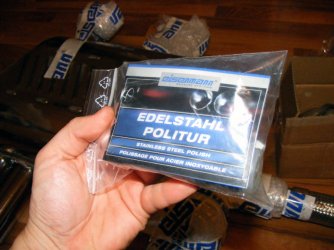 eisenmann
EDELSTAHL
POLITUR
STAINLESS STEEL POLISH
POLISSAGE POUR ACIER INOXYDABLE